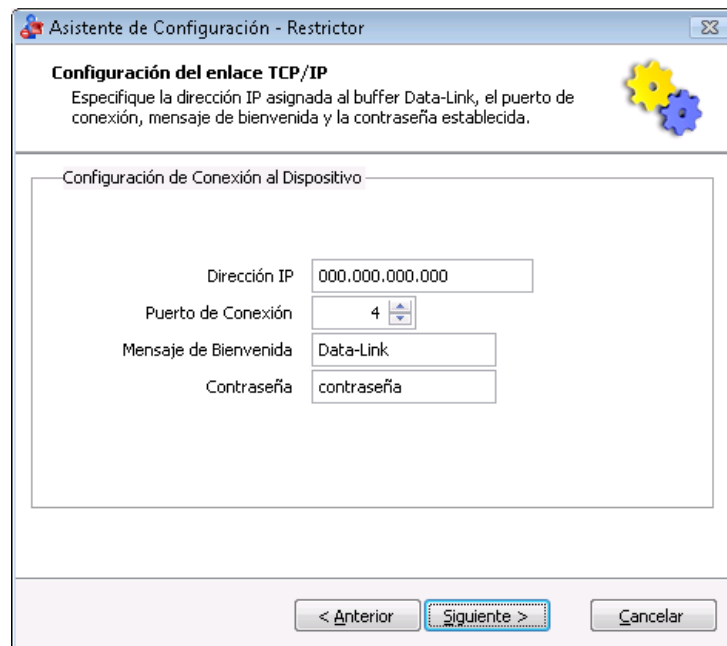 Asistente de Configuración - Restrictor
Configuración del enlace TCP/IP
Especifique la dirección IP asignada al buffer Data-Link, el puerto de
conexión, mensaje de bienvenida y la contraseña establecida.
Configuración de Conexión al Dispositivo
Dirección IP 000.000.000.000
Puerto de Conexión 4
Mensaje de Bienvenida Data-Link
Contraseña contraseña
< Anterior Siguiente > Cancelar